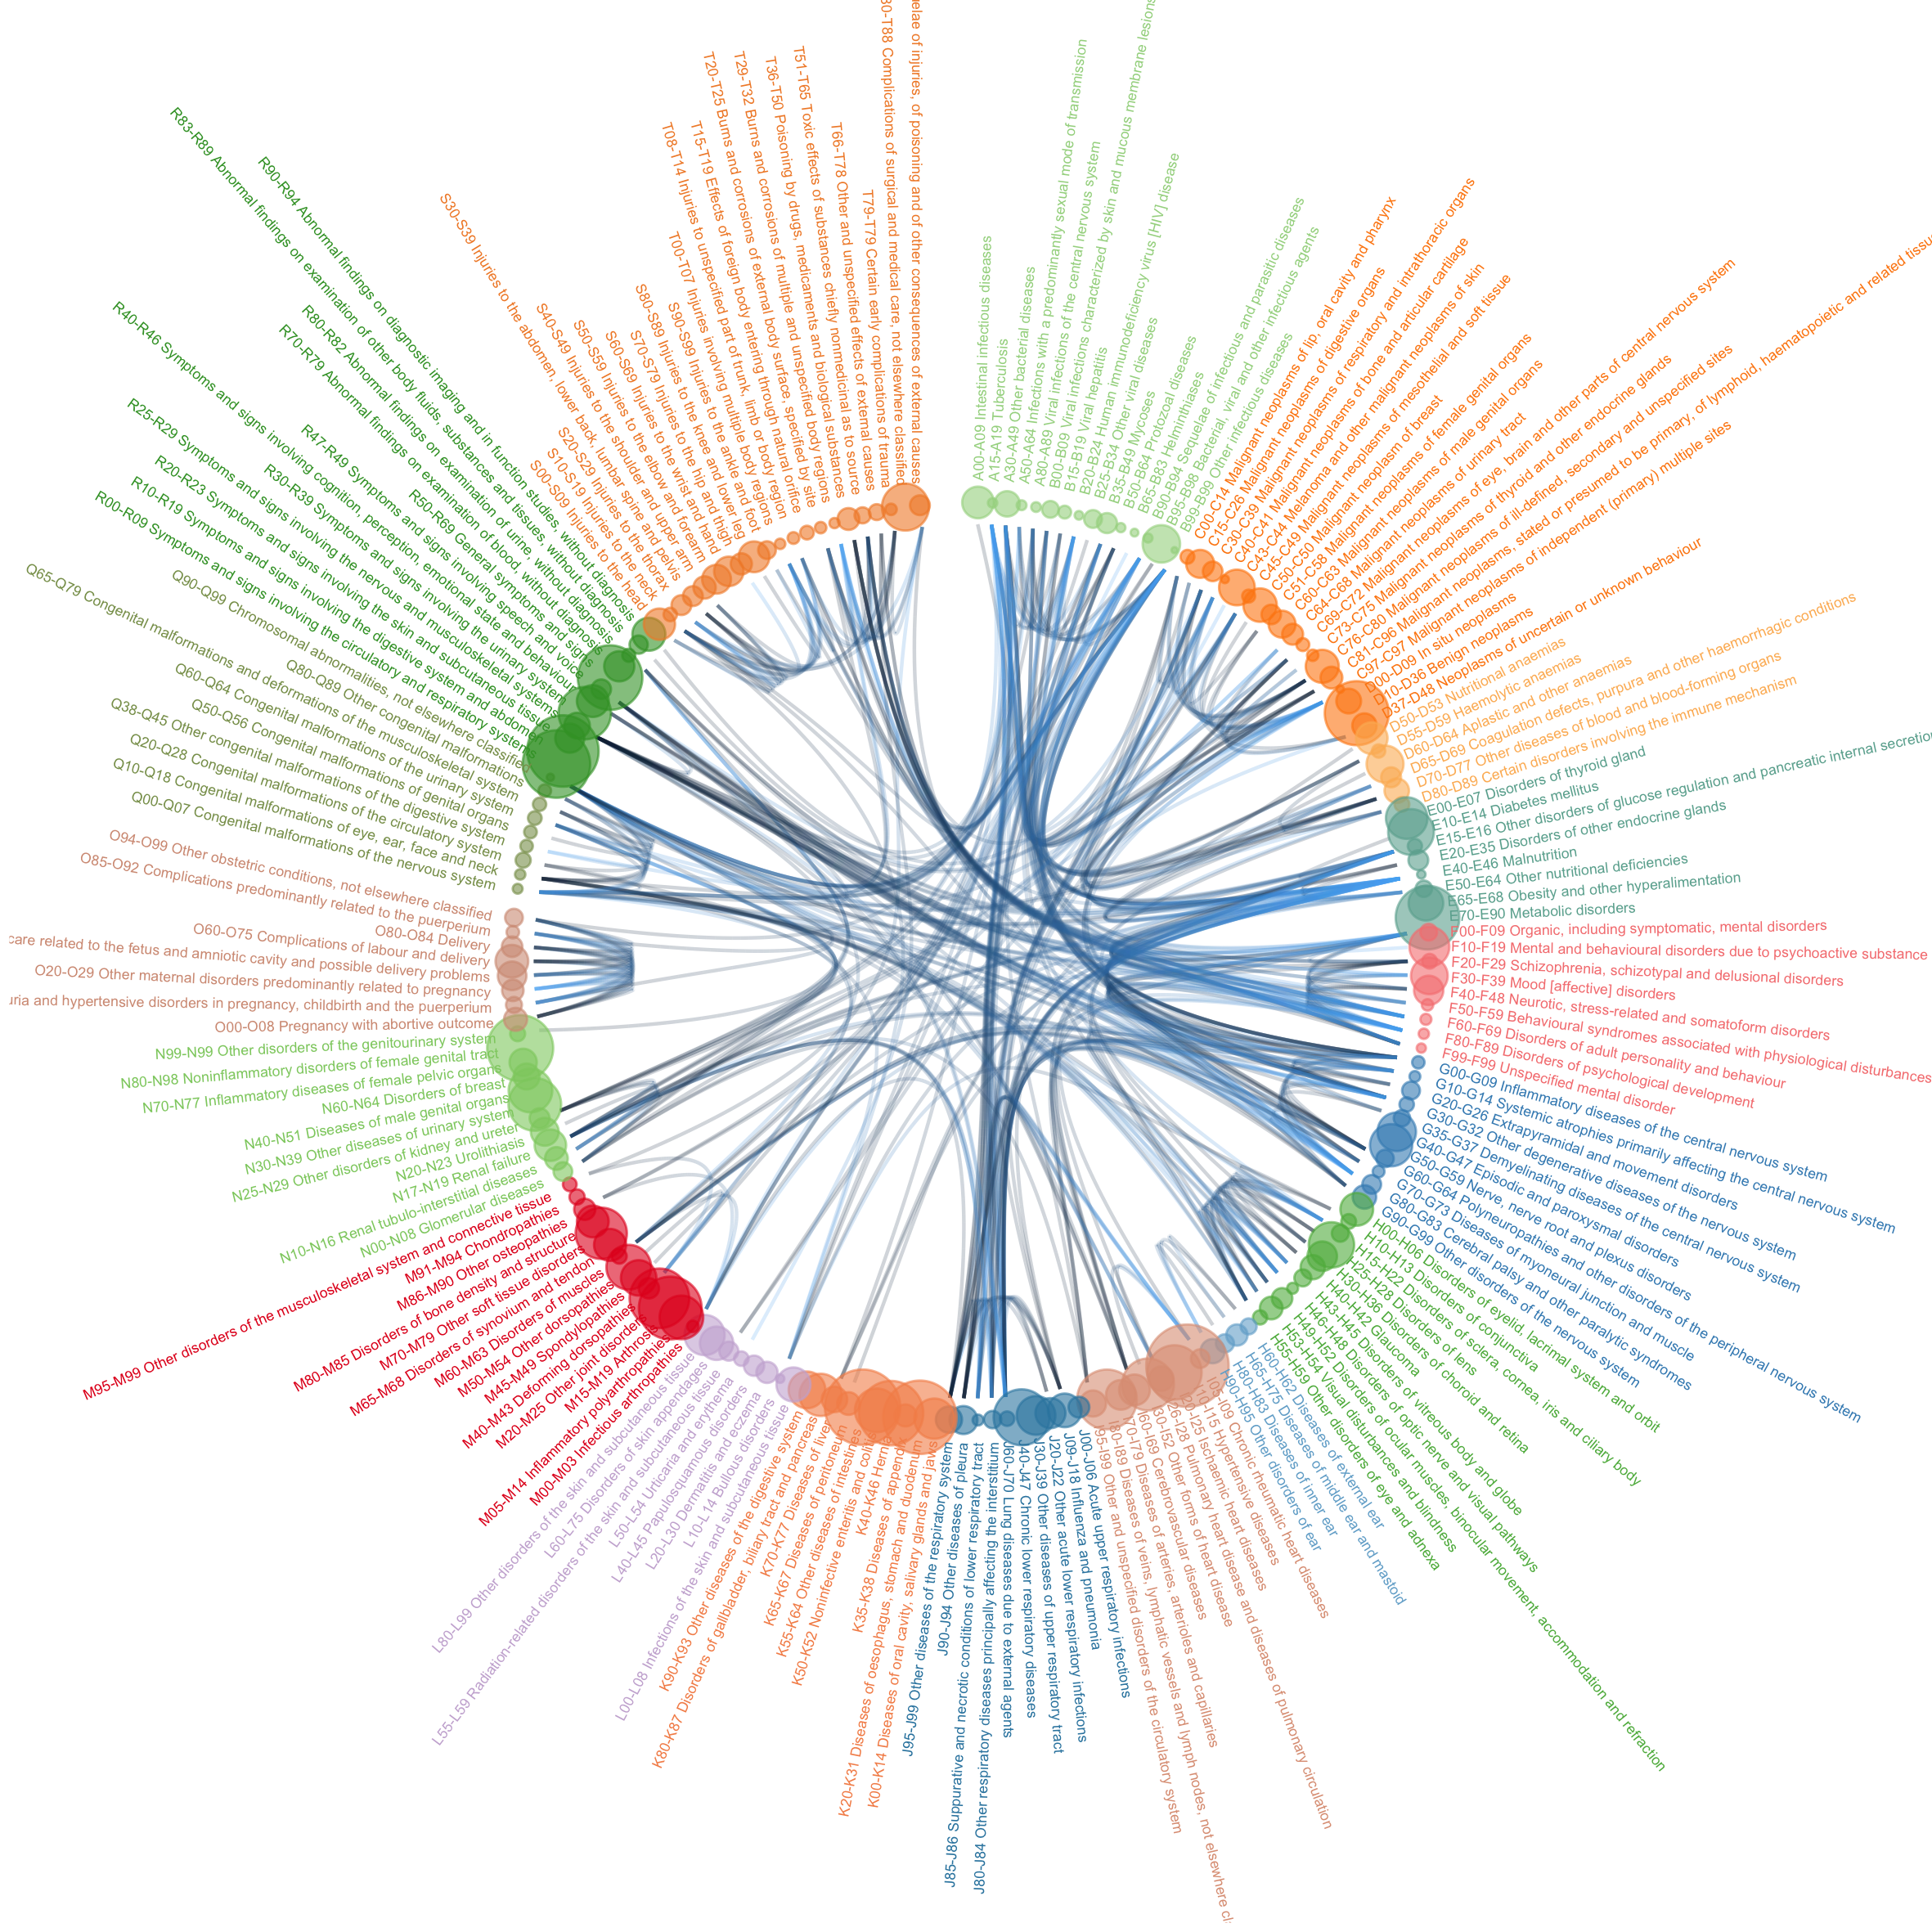 A00-A09 Intestinal infectious diseases
A15-A19 Tuberculosis
A30-A49 Other bacterial diseases
A50-A64 Infections with a predominantly sexual mode of transmission
A80-A89 Viral infections of the central nervous system
B00-B09 Viral infections characterized by skin and mucous membrane lesions
B15-B19 Viral hepatitis
B20-B24 Human immunodeficiency virus [HIV] disease
B25-B34 Other viral diseases
B35-B49 Mycoses
B50-B64 Protozoal diseases
B65-B83 Helminthiases
B90-B94 Sequelae of infectious and parasitic diseases
B95-B98 Bacterial, viral and other infectious agents
B99-B99 Other infectious diseases
C00-C14 Malignant neoplasms of lip, oral cavity and pharynx
C15-C26 Malignant neoplasms of digestive organs
C30-C39 Malignant neoplasms of respiratory and intrathoracic organs
C40-C41 Malignant neoplasms of bone and articular cartilage
C43-C44 Melanoma and other malignant neoplasms of skin
C45-C49 Malignant neoplasms of mesothelial and soft tissue
C50-C50 Malignant neoplasm of breast
C51-C58 Malignant neoplasms of female genital organs
C60-C63 Malignant neoplasms of male genital organs
C64-C68 Malignant neoplasms of urinary tract
C69-C72 Malignant neoplasms of eye, brain and other parts of central nervous system
C73-C75 Malignant neoplasms of thyroid and other endocrine glands
C76-C80 Malignant neoplasms of ill-defined, secondary and unspecified sites
C81-C96 Malignant neoplasms, stated or presumed to be primary, of lymphoid, haematopoietic and related tissue
C97-C97 Malignant neoplasms of independent (primary) multiple sites
D00-D09 In situ neoplasms
D10-D36 Benign neoplasms
D37-D48 Neoplasms of uncertain or unknown behaviour
D50-D53 Nutritional anaemias
D55-D59 Haemolytic anaemias
D60-D64 Aplastic and other anaemias
D65-D69 Coagulation defects, purpura and other haemorrhagic conditions
D70-D77 Other diseases of blood and blood-forming organs
D80-D89 Certain disorders involving the immune mechanism
E00-E07 Disorders of thyroid gland
E10-E14 Diabetes mellitus
E15-E16 Other disorders of glucose regulation and pancreatic internal secretion
E20-E35 Disorders of other endocrine glands
E40-E46 Malnutrition
E50-E64 Other nutritional deficiencies
E65-E68 Obesity and other hyperalimentation
E70-E90 Metabolic disorders
F00-F09 Organic, including symptomatic, mental disorders
F10-F19 Mental and behavioural disorders due to psychoactive substance
F20-F29 Schizophrenia, schizotypal and delusional disorders
F30-F39 Mood [affective] disorders
F40-F48 Neurotic, stress-related and somatoform disorders
F50-F59 Behavioural syndromes associated with physiological disturbances
F60-F69 Disorders of adult personality and behaviour
F80-F89 Disorders of psychological development
F99-F99 Unspecified mental disorder
G00-G09 Inflammatory diseases of the central nervous system
G10-G14 Systemic atrophies primarily affecting the central nervous system
G20-G26 Extrapyramidal and movement disorders
G30-G32 Other degenerative diseases of the nervous system
G35-G37 Demyelinating diseases of the central nervous system
G40-G47 Episodic and paroxysmal disorders
G50-G59 Nerve, nerve root and plexus disorders
G60-G64 Polyneuropathies and other disorders of the peripheral nervous system
G70-G73 Diseases of myoneural junction and muscle
G80-G83 Cerebral palsy and other paralytic syndromes
G90-G99 Other disorders of the nervous system
H00-H06 Disorders of eyelid, lacrimal system and orbit
H10-H13 Disorders of conjunctiva
H15-H22 Disorders of sclera, cornea, iris and ciliary body
H25-H28 Disorders of lens
H30-H36 Disorders of choroid and retina
H40-H42 Glaucoma
H43-H45 Disorders of vitreous body and globe
H46-H48 Disorders of optic nerve and visual pathways
H49-H52 Disorders of ocular muscles, binocular movement, accommodation and refraction
H53-H54 Visual disturbances and blindness
H55-H59 Other disorders of eye and adnexa
H60-H62 Diseases of external ear
H65-H75 Diseases of middle ear and mastoid
H80-H83 Diseases of inner ear
H90-H95 Other disorders of ear
I05-I09 Chronic rheumatic heart diseases
I10-I15 Hypertensive diseases
I20-I25 Ischaemic heart diseases
I26-I28 Pulmonary heart disease and diseases of pulmonary circulation
I30-I52 Other forms of heart disease
I60-I69 Cerebrovascular diseases
I70-I79 Diseases of arteries, arterioles and capillaries
I80-I89 Diseases of veins, lymphatic vessels and lymph nodes, not elsewhere
I95-I99 Other and unspecified disorders of the circulatory system
J00-J06 Acute upper respiratory infections
J09-J18 Influenza and pneumonia
J20-J22 Other acute lower respiratory infections
J30-J39 Other diseases of upper respiratory tract
J40-J47 Chronic lower respiratory diseases
J60-J70 Lung diseases due to external agents
J80-J84 Other respiratory diseases principally affecting the interstitium
J85-J86 Suppurative and necrotic conditions of lower respiratory tract
J90-J94 Other diseases of pleura
J95-J99 Other diseases of the respiratory system
K00-K14 Diseases of oral cavity, salivary glands and jaws
K20-K31 Diseases of oesophagus, stomach and duodenum
K35-K38 Diseases of appendix
K40-K46 Hernia
K50-K52 Noninfective enteritis and colitis
K55-K64 Other diseases of intestines
K65-K67 Diseases of peritoneum
K70-K77 Diseases of liver
K80-K87 Disorders of gallbladder, biliary tract and pancreas
K90-K93 Other diseases of the digestive system
L00-L08 Infections of the skin and subcutaneous tissue
L10-L14 Bullous disorders
L20-L30 Dermatitis and eczema
L40-L45 Papulosquamous disorders
L50-L54 Urticaria and erythema
L55-L59 Radiation-related disorders of the skin and subcutaneous tissue
L60-L75 Disorders of skin appendages
L80-L99 Other disorders of the skin and subcutaneous tissue
M00-M03 Infectious arthropathies
M05-M14 Inflammatory polyarthropathies
M15-M19 Arthrosis
M20-M25 Other joint disorders
M40-M43 Deforming dorsopathies
M45-M49 Spondylopathies
M50-M54 Other dorsopathies
M60-M63 Disorders of muscles
M65-M68 Disorders of synovium and tendon
M70-M79 Other soft tissue disorders
M80-M85 Disorders of bone density and structure
M86-M90 Other osteopathies
M91-M94 Chondropathies
M95-M99 Other disorders of the musculoskeletal system and connective tissue
N00-N08 Glomerular diseases
N10-N16 Renal tubulo-interstitial diseases
N17-N19 Renal failure
N20-N23 Urolithiasis
N25-N29 Other disorders of kidney and ureter
N30-N39 Other diseases of urinary system
N40-N51 Diseases of male genital organs
N60-N64 Disorders of breast
N70-N77 Inflammatory diseases of female pelvic organs
N80-N98 Noninflammatory disorders of female genital tract
N99-N99 Other disorders of the genitourinary system
O00-O08 Pregnancy with abortive outcome
uria and hypertensive disorders in pregnancy, childbirth and the puerperium
O20-O29 Other maternal disorders predominantly related to pregnancy
care related to the fetus and amniotic cavity and possible delivery problems
O60-O75 Complications of labour and delivery
O80-O84 Delivery
O85-O92 Complications predominantly related to the puerperium
O94-O99 Other obstetric conditions, not elsewhere classified
Q00-Q07 Congenital malformations of the nervous system
Q10-Q18 Congenital malformations of eye, ear, face and neck
Q20-Q28 Congenital malformations of the circulatory system
Q38-Q45 Other congenital malformations of the digestive system
Q50-Q56 Congenital malformations of genital organs
Q60-Q64 Congenital malformations of the urinary system
Q65-Q79 Congenital malformations and deformations of the musculoskeletal system
Q80-Q89 Other congenital malformations
Q90-Q99 Chromosomal abnormalities, not elsewhere classified
R00-R09 Symptoms and signs involving the circulatory and respiratory systems
R10-R19 Symptoms and signs involving the digestive system and abdomen
R20-R23 Symptoms and signs involving the skin and subcutaneous tissue
R25-R29 Symptoms and signs involving the nervous and musculoskeletal systems
R30-R39 Symptoms and signs involving the urinary system
R40-R46 Symptoms and signs involving cognition, perception, emotional state and behaviour
R47-R49 Symptoms and signs involving speech and voice
R50-R69 General symptoms and signs
R70-R79 Abnormal findings on examination of blood, without diagnosis
R80-R82 Abnormal findings on examination of urine, without diagnosis
R83-R89 Abnormal findings on examination of other body fluids, substances and tissues, without diagnosis
R90-R94 Abnormal findings on diagnostic imaging and in function studies, without diagnosis
S00-S09 Injuries to the head
S10-S19 Injuries to the neck
S20-S29 Injuries to the thorax
S30-S39 Injuries to the abdomen, lower back, lumbar spine and pelvis
S40-S49 Injuries to the shoulder and upper arm
S50-S59 Injuries to the elbow and forearm
S60-S69 Injuries to the wrist and hand
S70-S79 Injuries to the hip and thigh
S80-S89 Injuries to the knee and lower leg
S90-S99 Injuries to the ankle and foot
T00-T07 Injuries involving multiple body regions
T08-T14 Injuries to unspecified part of trunk, limb or body region
T15-T19 Effects of foreign body entering through natural orifice
T20-T25 Burns and corrosions of external body surface, specified by site
T29-T32 Burns and corrosions of multiple and unspecified body regions
T36-T50 Poisoning by drugs, medicaments and biological substances
T51-T65 Toxic effects of substances chiefly nonmedicinal as to source
T66-T78 Other and unspecified effects of external causes
T79-T79 Certain early complications of trauma
80-T88 Complications of surgical and medical care, not elsewhere classified
elae of injuries, of poisoning and of other consequences of external causes